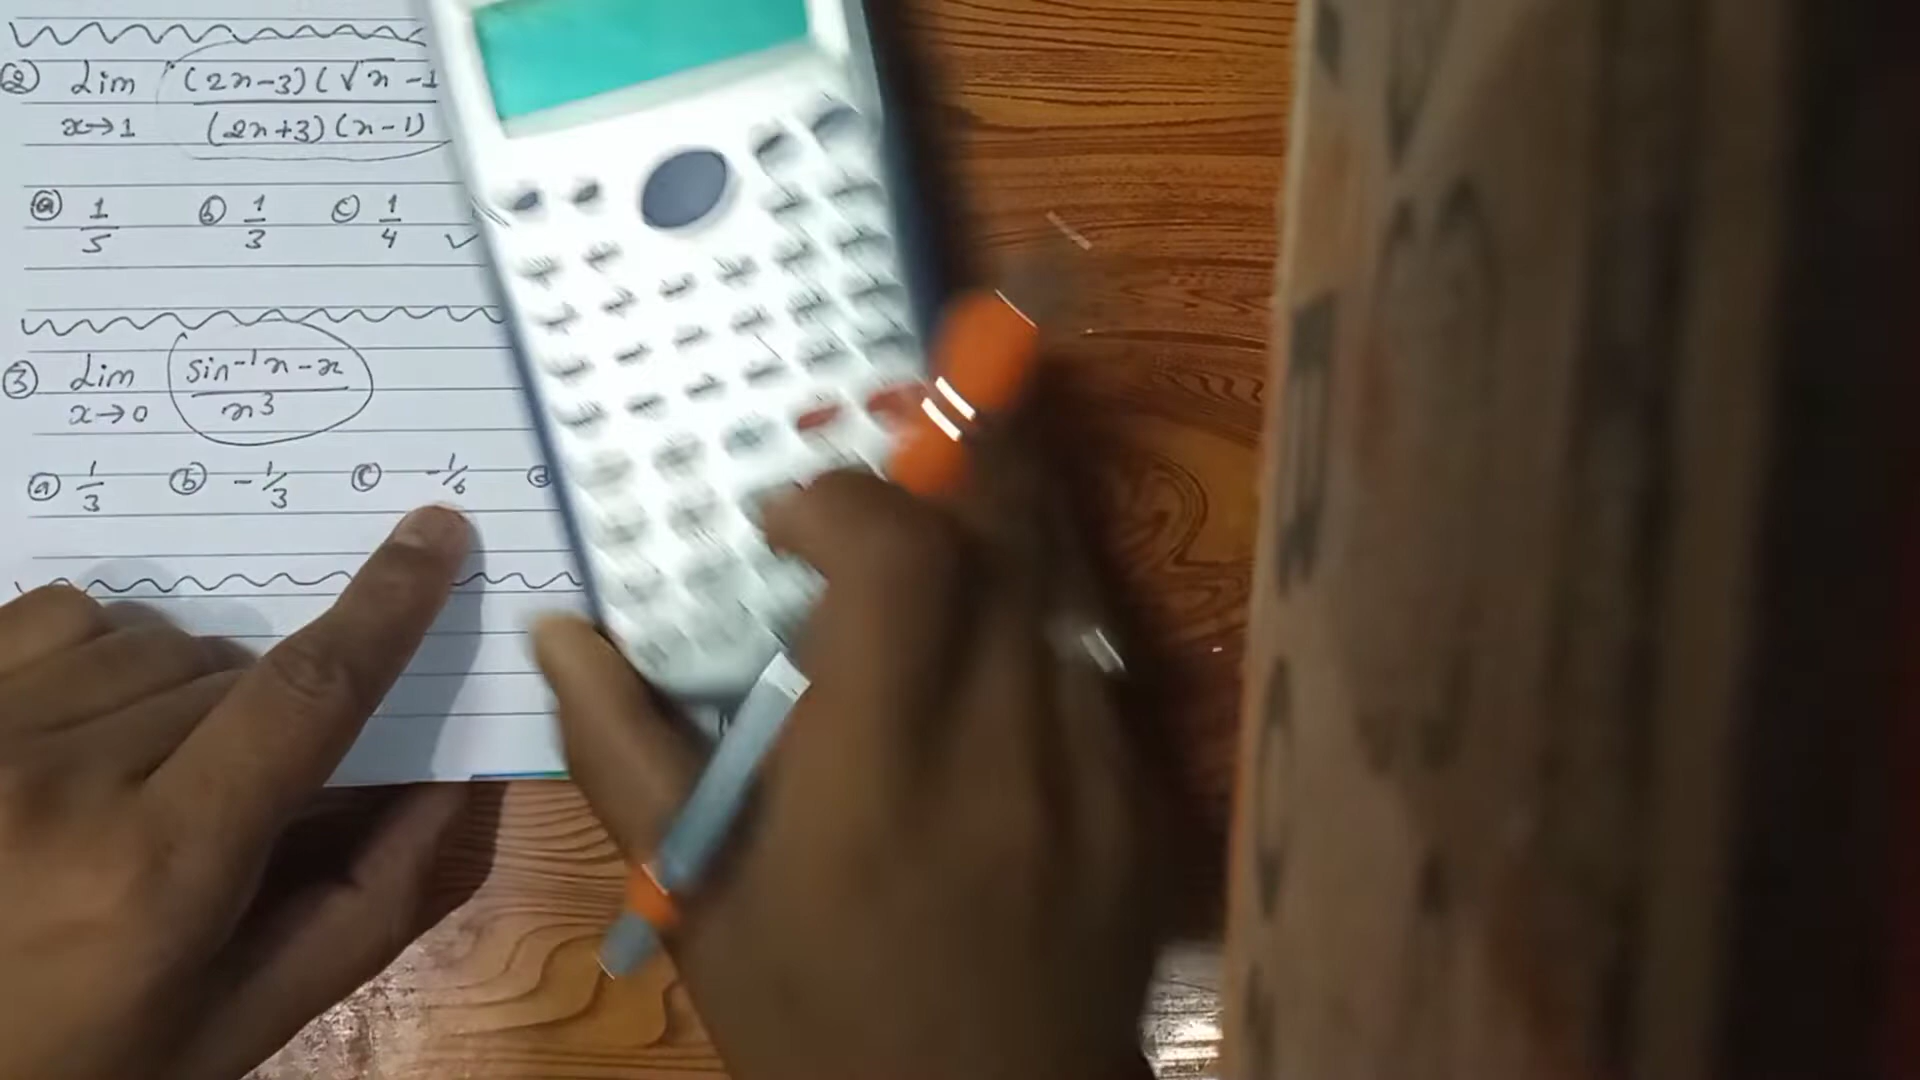 ② Lim (2x-3)(√x -1
x→1 (2x+3)(x-1)
ⓐ 1/5 ⓑ 1/3 ⓒ 1/4 ✓
③ Lim sin⁻¹x - x
x→0 x³
ⓐ 1/3 ⓑ -1/3 ⓒ -1/6 ⓓ